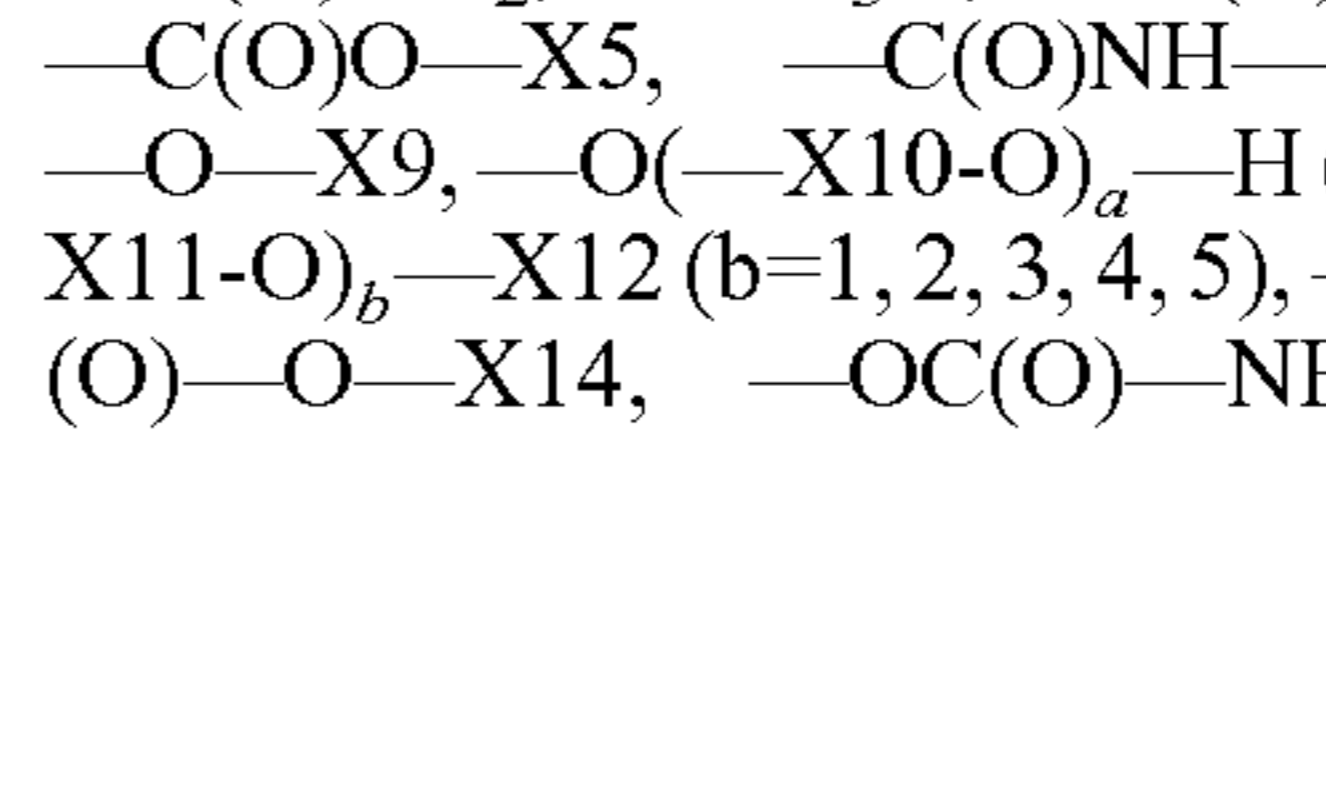 —C(O)O—X5, —C(O)NH—
—O—X9, —O(—X10-O)a—H
X11-O)b—X12 (b=1, 2, 3, 4, 5),
(O)—O—X14, —OC(O)—NH